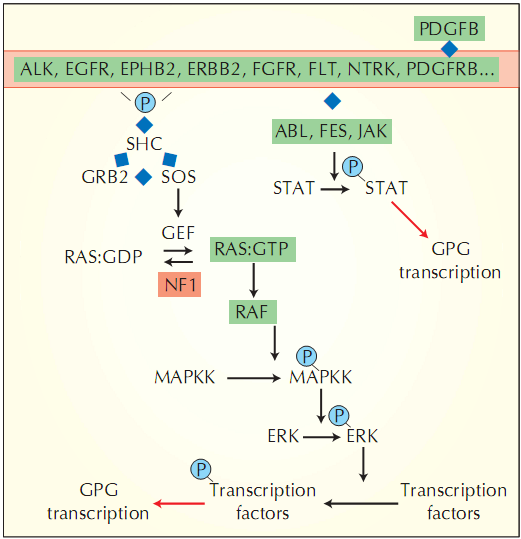 PDGFB
ALK, EGFR, EPHB2, ERBB2, FGFR, FLT, NTRK, PDGFRB...
P
SHC
GRB2 SOS
ABL, FES, JAK
P
STAT STAT
GEF
RAS:GDP RAS:GTP
NF1
GPG
transcription
RAF
P
MAPKK MAPKK
P
ERK ERK
P
GPG
transcription
Transcription
factors
Transcription
factors